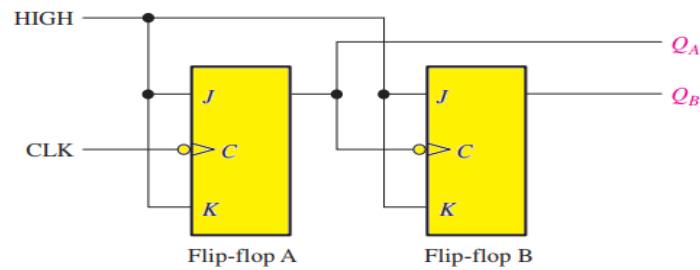 HIGH
Q_A
J
J
Q_B
CLK
C
C
K
K
Flip-flop A
Flip-flop B